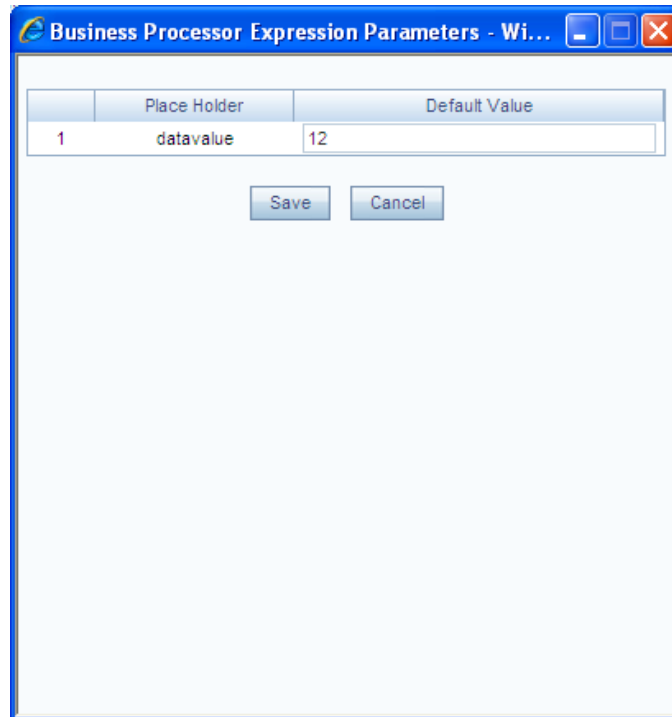 Business Processor Expression Parameters - Wi...
Place Holder Default Value
1 datavalue 12
Save Cancel